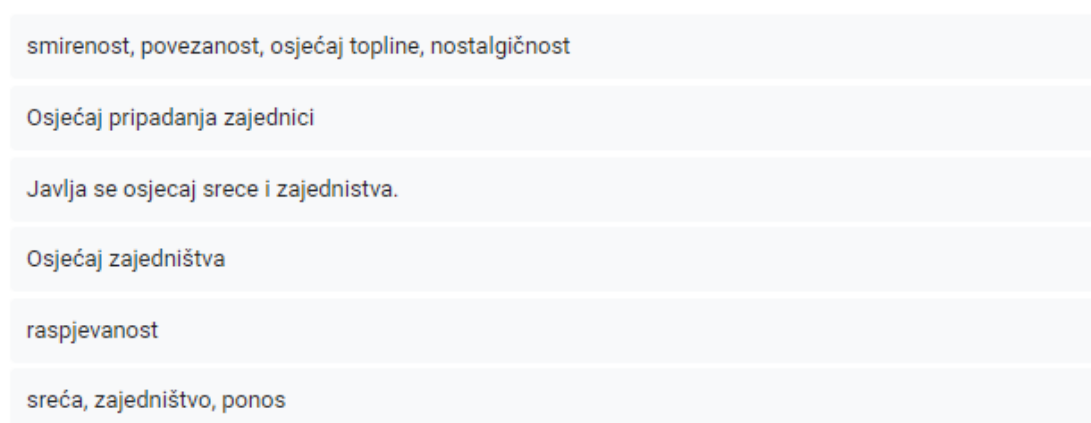 smirenost, povezanost, osjećaj topline, nostalgičnost
Osjećaj pripadanja zajednici
Javlja se osjecaj srece i zajednistva.
Osjećaj zajedništva
raspjevanost
sreća, zajedništvo, ponos